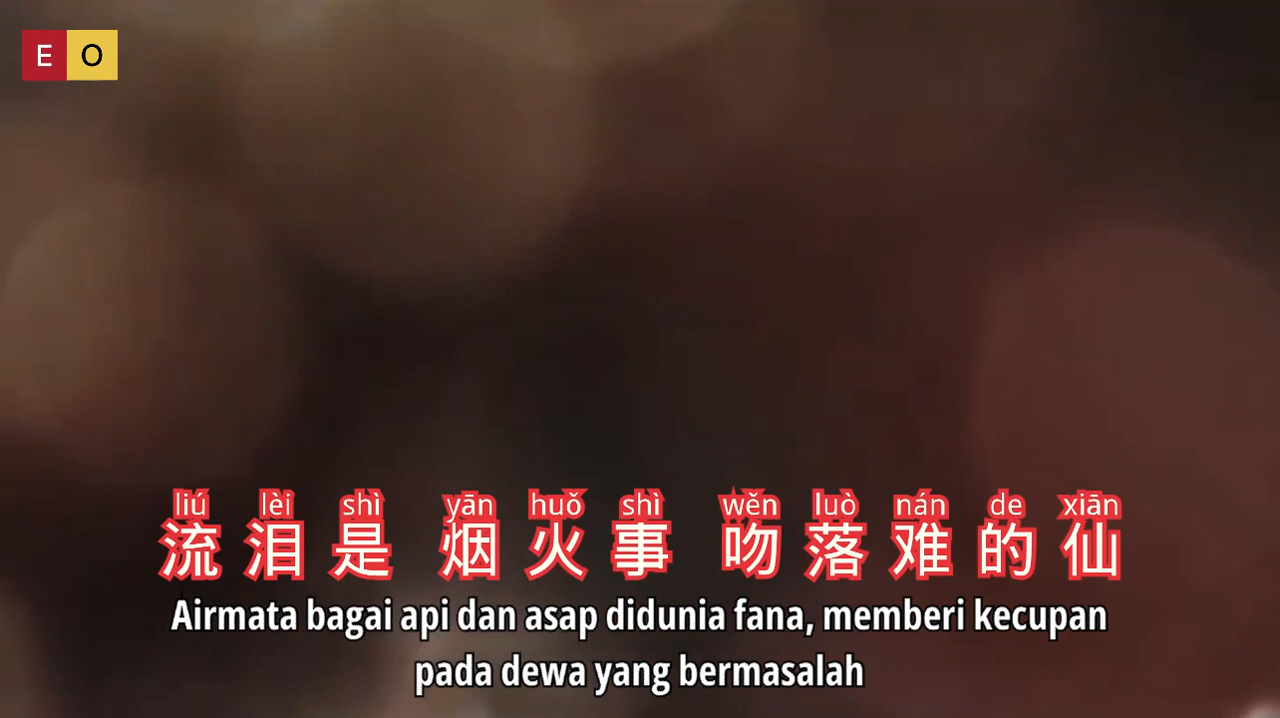 E O
liú lèi shì yān huǒ shì wěn luò nán de xiān
流泪是 烟火事 吻落难的仙
Airmata bagai api dan asap didunia fana, memberi kecupan
pada dewa yang bermasalah